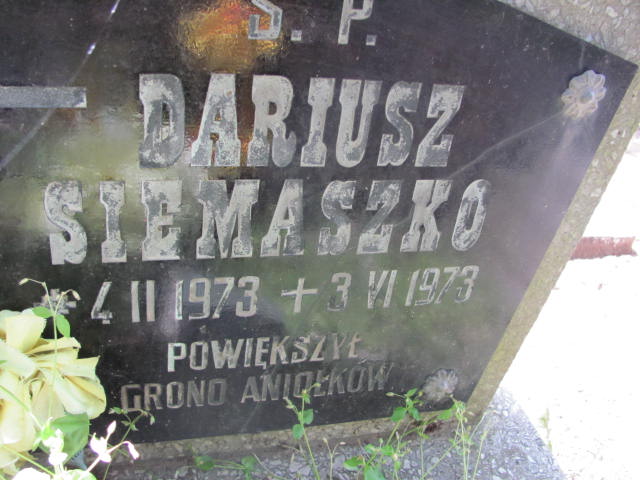 Ś. P.
DARIUSZ
SIEMASZKO
* 4 II 1973 + 3 VI 1973
POWIĘKSZYŁ
GRONO ANIOŁKÓW